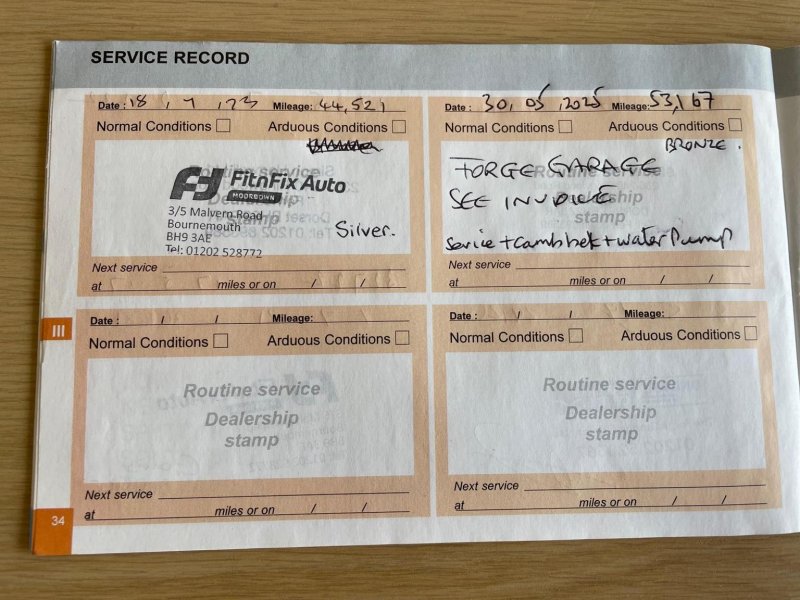 SERVICE RECORD
Date : 18 / 7 / 23 Mileage: 44,521
Normal Conditions Arduous Conditions
FitnFix Auto
MOORDOWN
3/5 Malvern Road
Bournemouth
BH9 3AE
Tel: 01202 528772
Silver.
Next service
at miles or on / /
Date : 30, 05, 2025 Mileage: 53,167
Normal Conditions Arduous Conditions
BRONZE.
FORGE GARAGE
SEE INVOICE
Service + cambelt + water Pump
Routine service
stamp
Next service
at miles or on / /
III
Date : / / Mileage:
Normal Conditions Arduous Conditions
Routine service
Dealership
stamp
Next service
at miles or on / /
Date : / / Mileage:
Normal Conditions Arduous Conditions
Routine service
Dealership
stamp
Next service
at miles or on / /
34